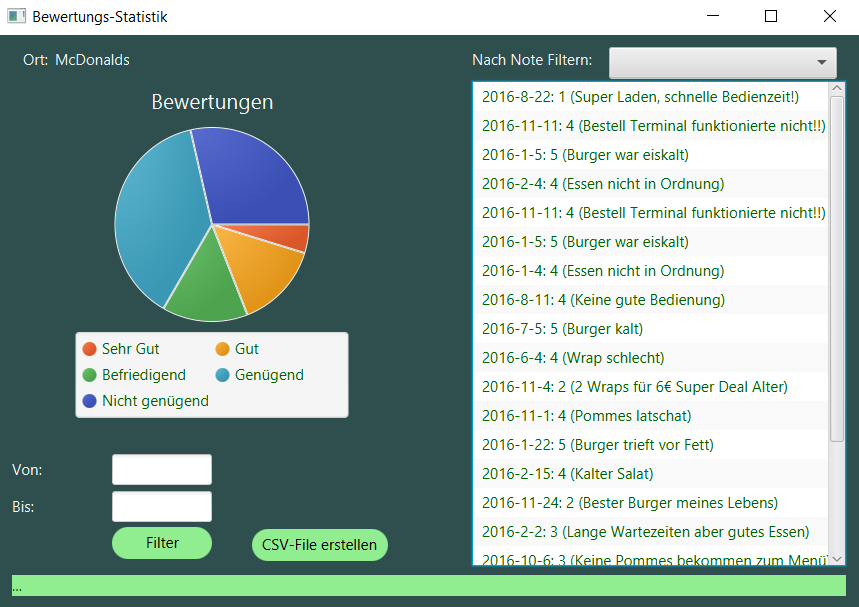 Bewertungs-Statistik
Ort: McDonalds
Nach Note Filtern:
Bewertungen
Sehr Gut
Gut
Befriedigend
Genügend
Nicht genügend
Von:
Bis:
Filter
CSV-File erstellen
2016-8-22: 1 (Super Laden, schnelle Bedienzeit!)
2016-11-11: 4 (Bestell Terminal funktionierte nicht!!)
2016-1-5: 5 (Burger war eiskalt)
2016-2-4: 4 (Essen nicht in Ordnung)
2016-11-11: 4 (Bestell Terminal funktionierte nicht!!)
2016-1-5: 5 (Burger war eiskalt)
2016-1-4: 4 (Essen nicht in Ordnung)
2016-8-11: 4 (Keine gute Bedienung)
2016-7-5: 5 (Burger kalt)
2016-6-4: 4 (Wrap schlecht)
2016-11-4: 2 (2 Wraps für 6€ Super Deal Alter)
2016-11-1: 4 (Pommes latschat)
2016-1-22: 5 (Burger trieft vor Fett)
2016-2-15: 4 (Kalter Salat)
2016-11-24: 2 (Bester Burger meines Lebens)
2016-2-2: 3 (Lange Wartezeiten aber gutes Essen)
2016-10-6: 3 (Keine Pommes bekommen zum Menü
...